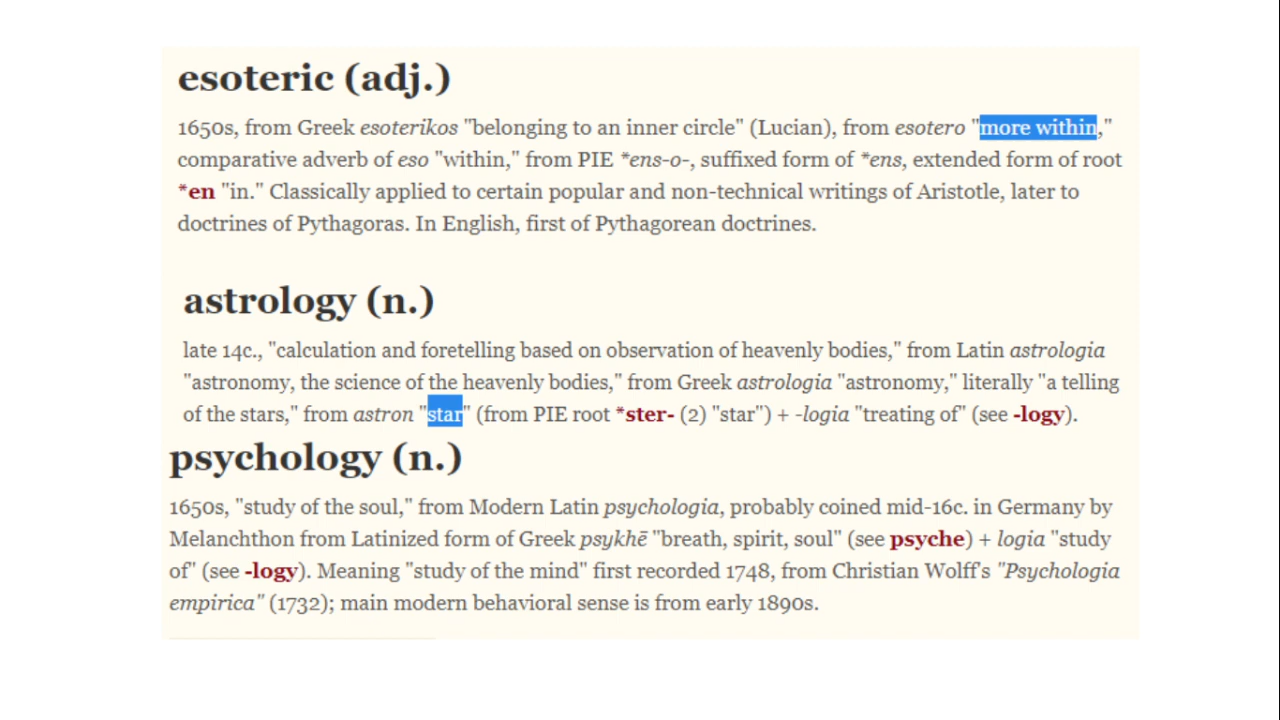 esoteric (adj.)
1650s, from Greek esoterikos "belonging to an inner circle" (Lucian), from esotero "more within,"
comparative adverb of eso "within," from PIE *ens-o-, suffixed form of *ens, extended form of root
*en "in." Classically applied to certain popular and non-technical writings of Aristotle, later to
doctrines of Pythagoras. In English, first of Pythagorean doctrines.
astrology (n.)
late 14c., "calculation and foretelling based on observation of heavenly bodies," from Latin astrologia
"astronomy, the science of the heavenly bodies," from Greek astrologia "astronomy," literally "a telling
of the stars," from astron "star" (from PIE root *ster- (2) "star") + -logia "treating of" (see -logy).
psychology (n.)
1650s, "study of the soul," from Modern Latin psychologia, probably coined mid-16c. in Germany by
Melanchthon from Latinized form of Greek psykhē "breath, spirit, soul" (see psyche) + logia "study
of" (see -logy). Meaning "study of the mind" first recorded 1748, from Christian Wolff's "Psychologia
empirica" (1732); main modern behavioral sense is from early 1890s.